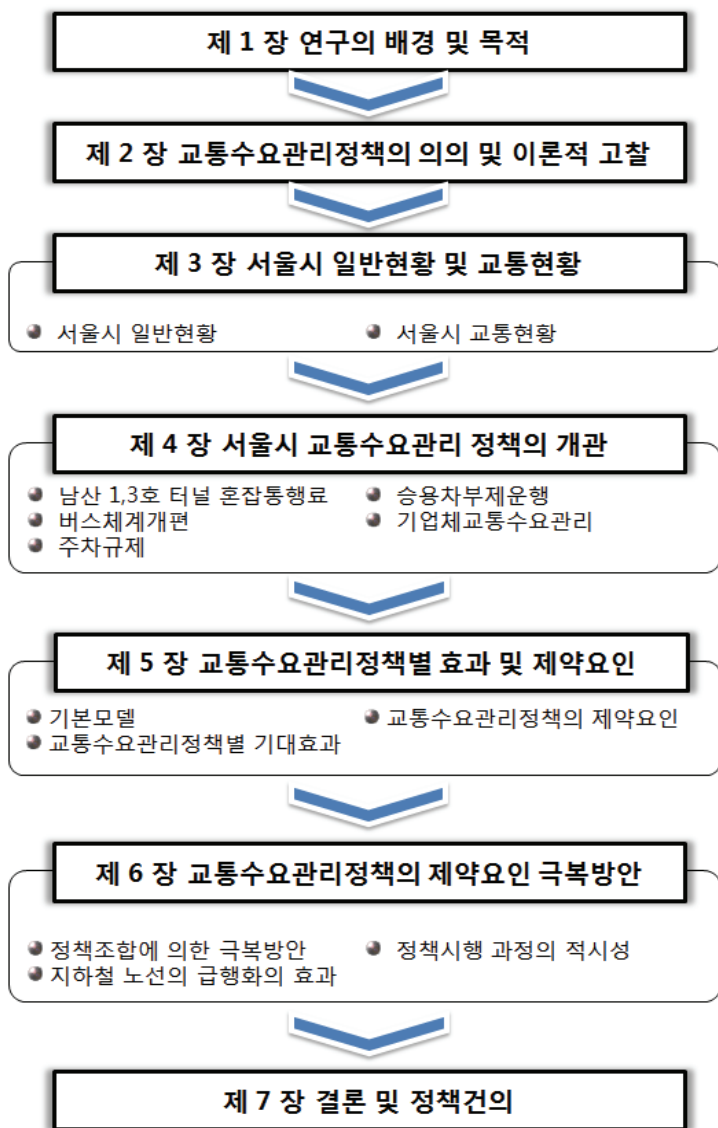 제 1 장 연구의 배경 및 목적
제 2 장 교통수요관리정책의 의의 및 이론적 고찰
제 3 장 서울시 일반현황 및 교통현황
서울시 일반현황
서울시 교통현황
제 4 장 서울시 교통수요관리 정책의 개관
남산 1,3호 터널 혼잡통행료
버스체계개편
주차규제
승용차부제운행
기업체교통수요관리
제 5 장 교통수요관리정책별 효과 및 제약요인
기본모델
교통수요관리정책별 기대효과
교통수요관리정책의 제약요인
제 6 장 교통수요관리정책의 제약요인 극복방안
정책조합에 의한 극복방안
지하철 노선의 급행화의 효과
정책시행 과정의 적시성
제 7 장 결론 및 정책건의